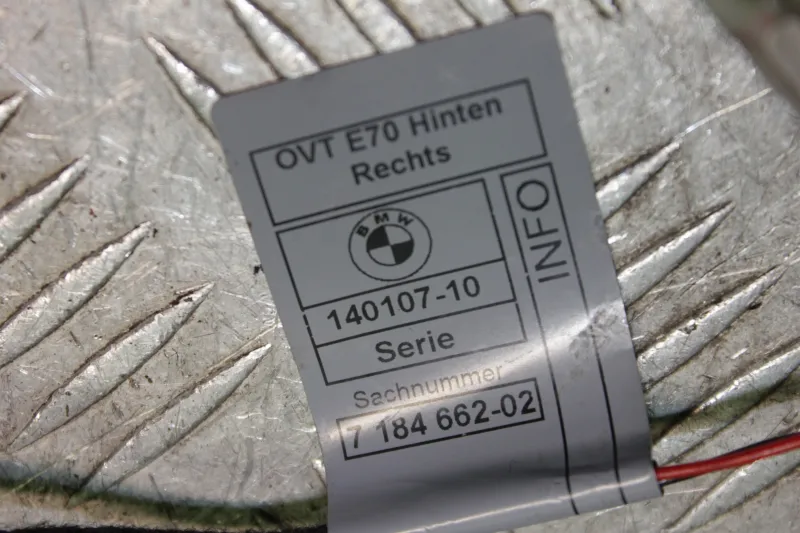 OVT E70 Hinten
Rechts
BMW
140107-10
Serie
Sachnummer
7 184 662-02
INFO